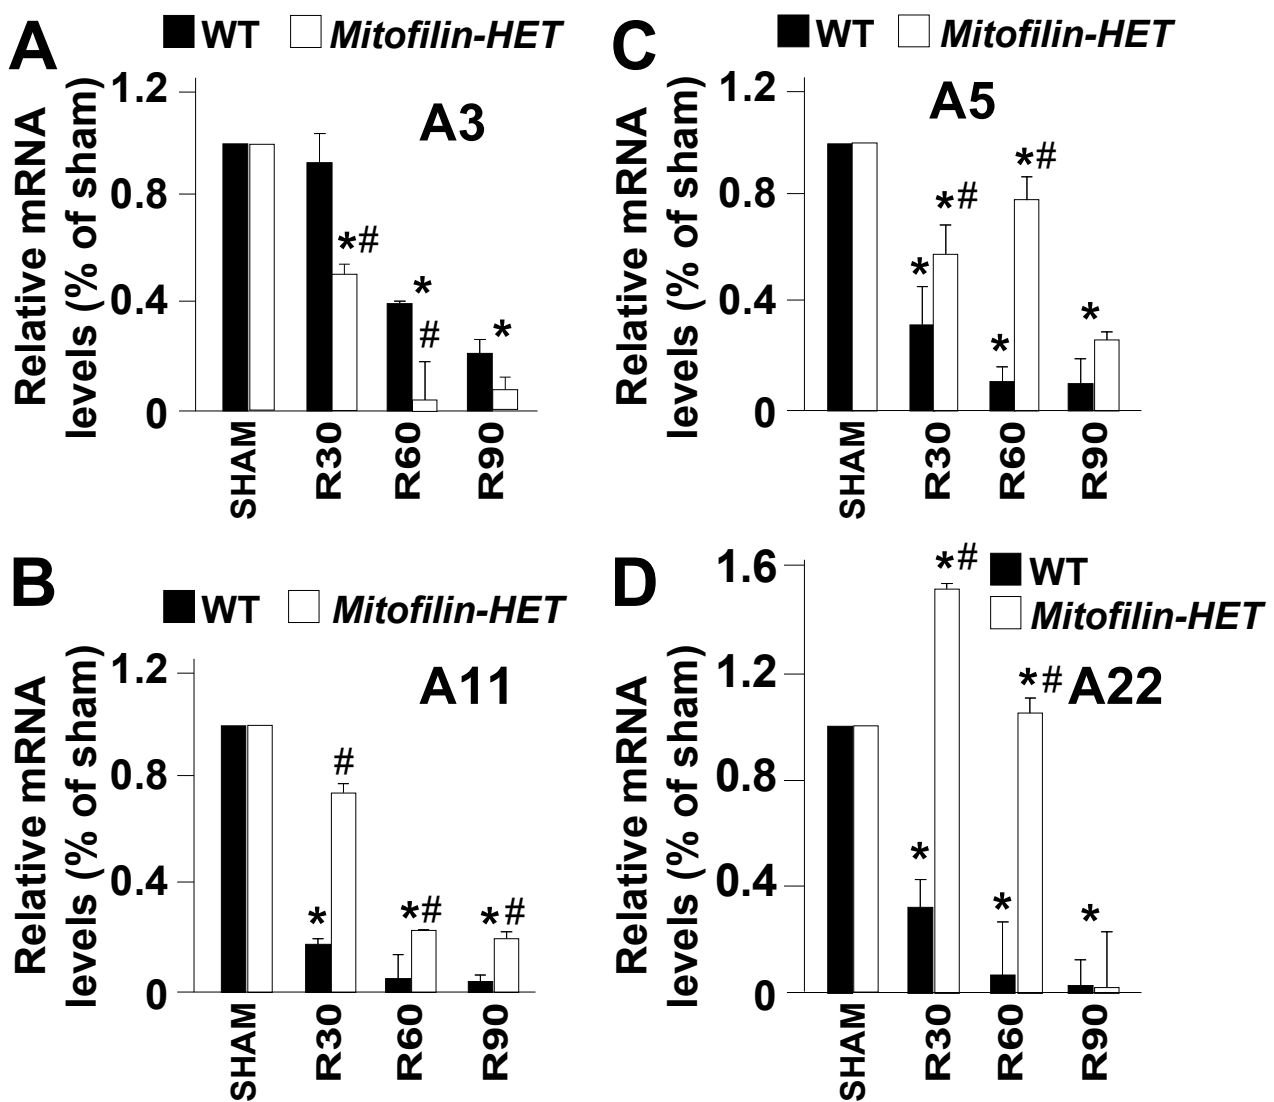 A
WT Mitofilin-HET
A3
Relative mRNA
levels (% of sham)
1.2
0.8
0.4
0
*#
*
#
*
SHAM
R30
R60
R90
C
WT Mitofilin-HET
A5
Relative mRNA
levels (% of sham)
1.2
0.8
0.4
0
*
*#
*
*#
*
SHAM
R30
R60
R90
B
WT Mitofilin-HET
A11
Relative mRNA
levels (% of sham)
1.2
0.8
0.4
0
*
#
*#
*#
SHAM
R30
R60
R90
D
WT
Mitofilin-HET
A22
Relative mRNA
levels (% of sham)
1.6
1.2
0.8
0.4
0
*
*#
*
*#
*
SHAM
R30
R60
R90